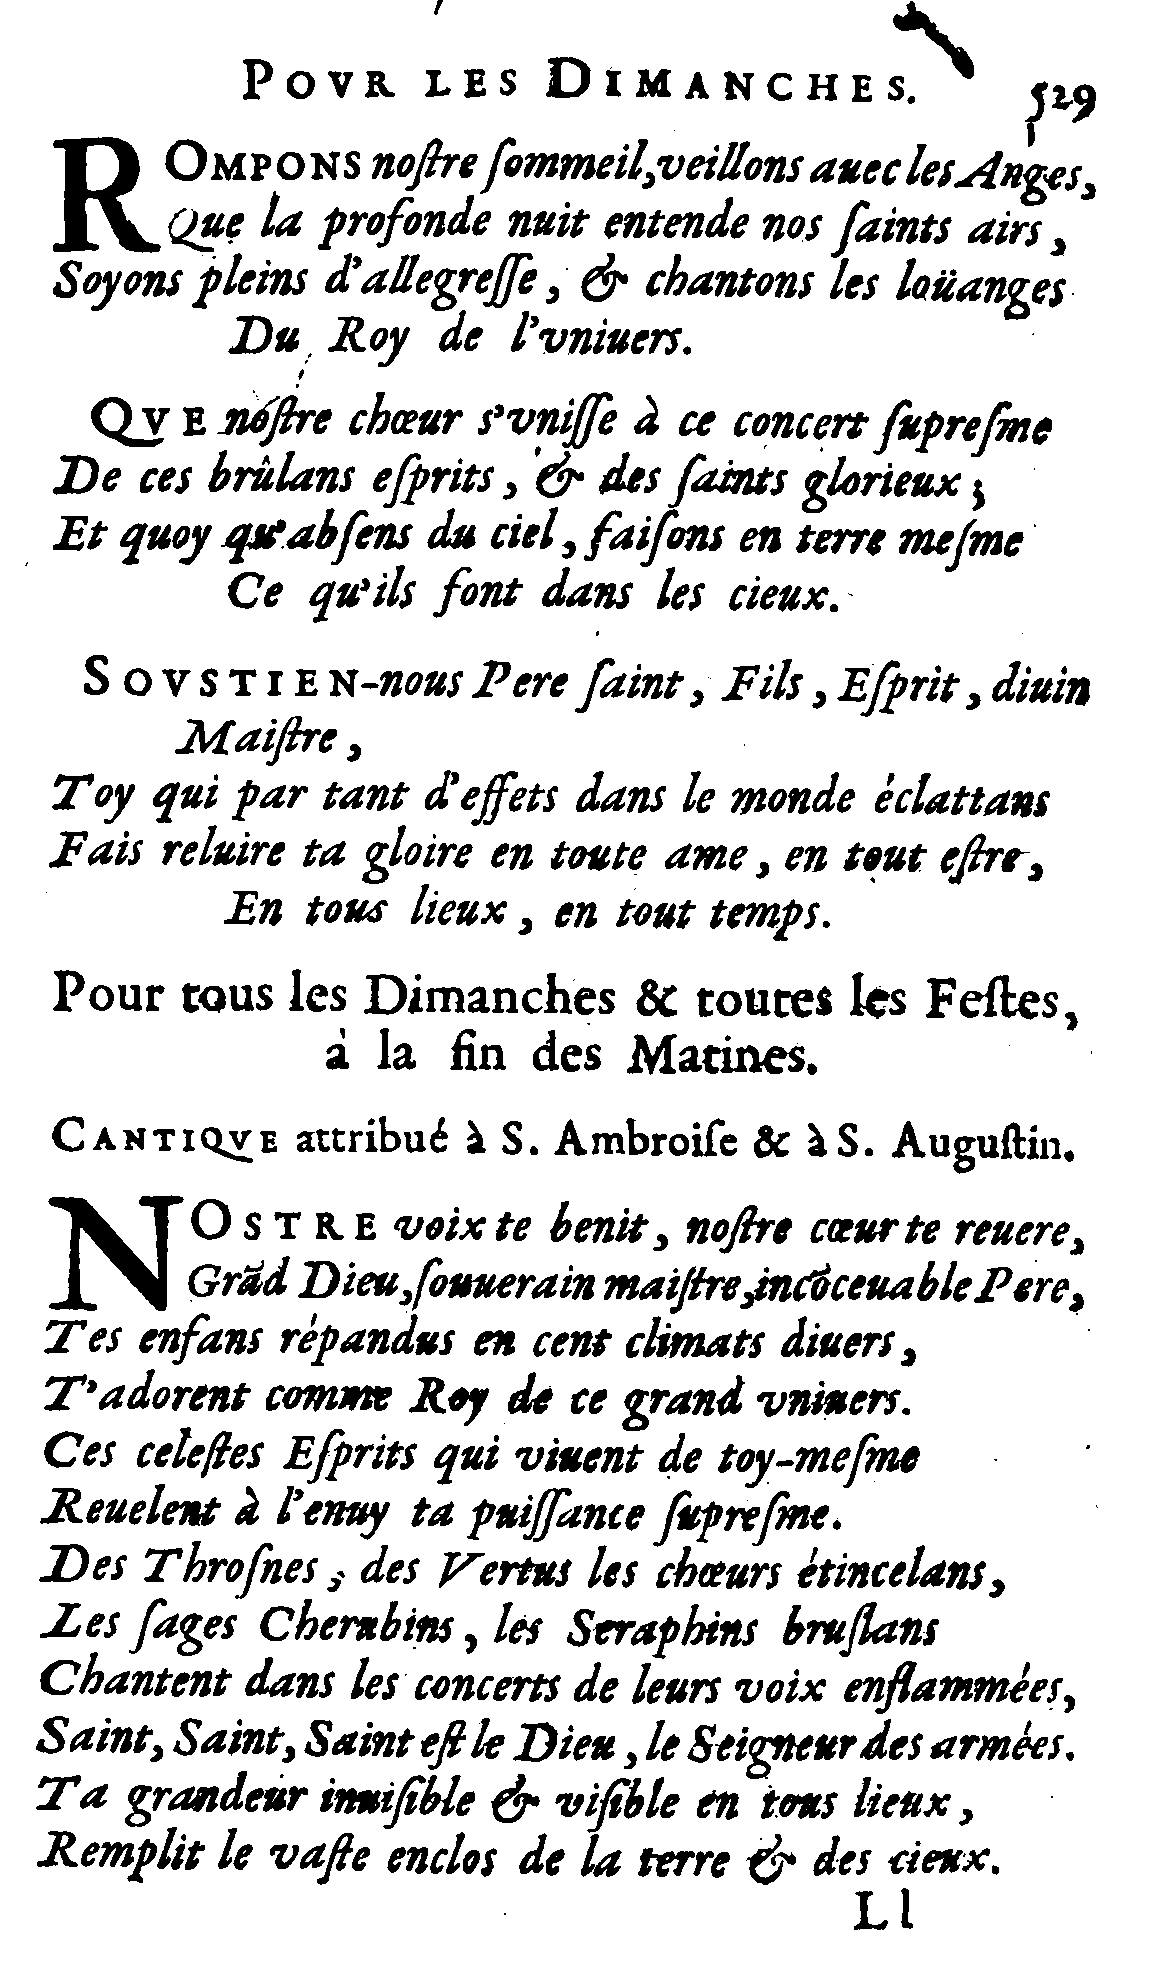 POVR LES DIMANCHES. 529
ROMPONS noſtre ſommeil, veillons auec les Anges,
Que la profonde nuit entende nos ſaints airs,
Soyons pleins d'allegreſſe, & chantons les loüanges
Du Roy de l'vniuers.
QVE noſtre chœur s'vniſſe à ce concert ſupreſme
De ces brûlans eſprits, & des ſaints glorieux;
Et quoy qu'abſens du ciel, faiſons en terre meſme
Ce qu'ils font dans les cieux.
SOVSTIEN-nous Pere ſaint, Fils, Eſprit, diuin
Maiſtre,
Toy qui par tant d'effets dans le monde éclattans
Fais reluire ta gloire en toute ame, en tout eſtre,
En tous lieux, en tout temps.
Pour tous les Dimanches & toutes les Feſtes,
à la fin des Matines.
CANTIQVE attribué à S. Ambroiſe & à S. Auguſtin.
NOSTRE voix te benit, noſtre cœur te reuere,
Grãd Dieu, ſouuerain maiſtre, incõceuable Pere,
Tes enfans répandus en cent climats diuers,
T'adorent comme Roy de ce grand vniuers.
Ces celeſtes Eſprits qui viuent de toy-meſme
Reuelent à l'enuy ta puiſſance ſupreſme.
Des Throſnes, des Vertus les chœurs étincelans,
Les ſages Cherubins, les Seraphins bruſlans
Chantent dans les concerts de leurs voix enflammées,
Saint, Saint, Saint eſt le Dieu, le Seigneur des armées.
Ta grandeur inuiſible & viſible en tous lieux,
Remplit le vaſte enclos de la terre & des cieux.
Ll